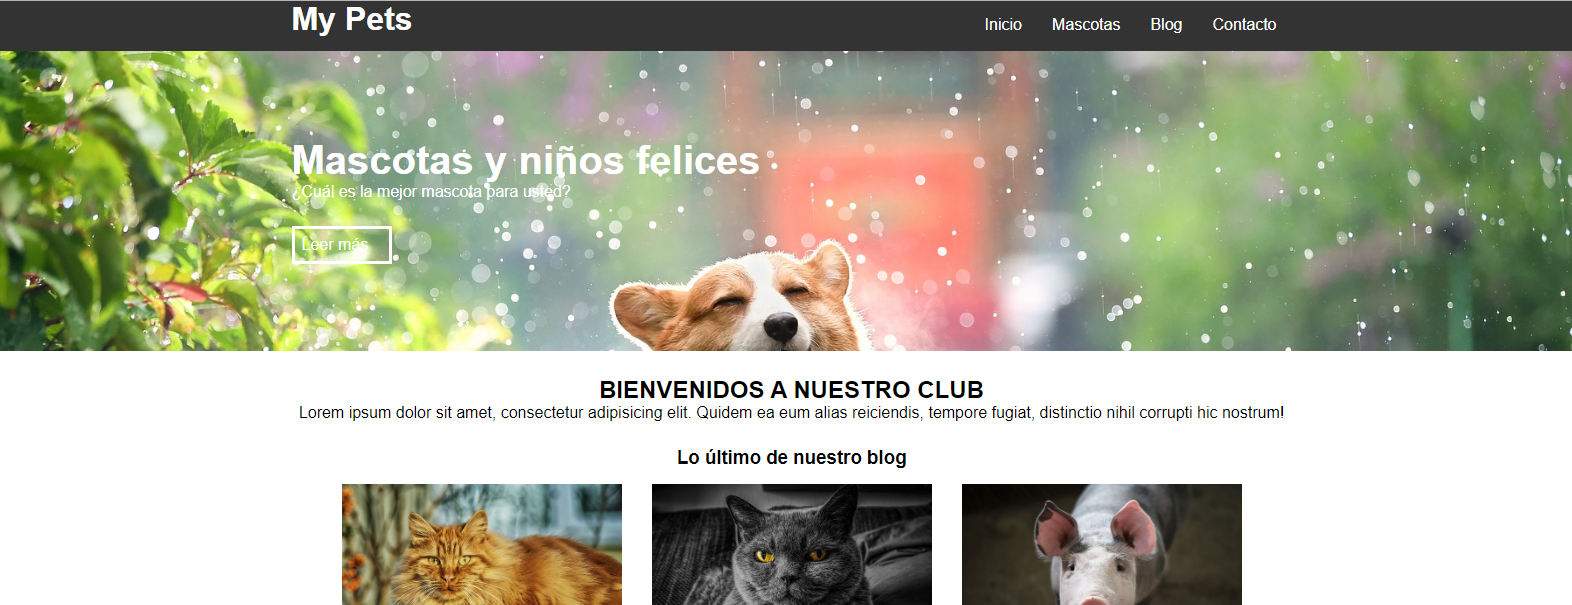 My Pets
Inicio Mascotas Blog Contacto
Mascotas y niños felices
¿Cuál es la mejor mascota para usted?
Leer más
BIENVENIDOS A NUESTRO CLUB
Lorem ipsum dolor sit amet, consectetur adipisicing elit. Quidem ea eum alias reiciendis, tempore fugiat, distinctio nihil corrupti hic nostrum!
Lo último de nuestro blog